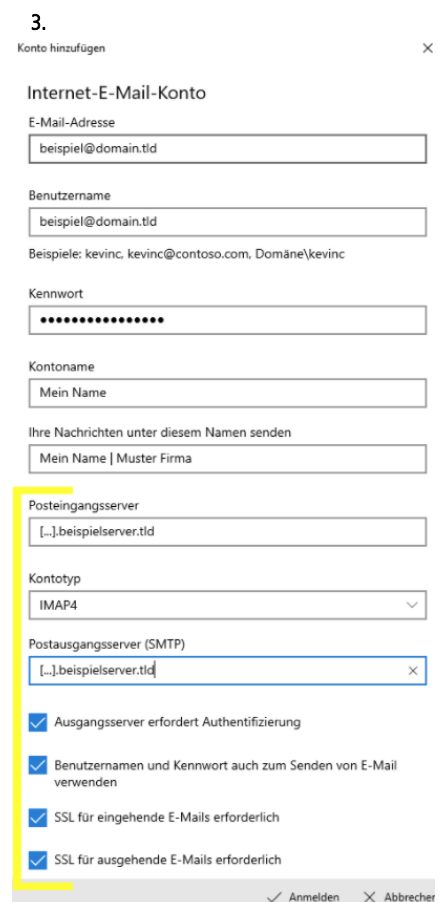 3.
Konto hinzufügen
Internet-E-Mail-Konto
E-Mail-Adresse
beispiel@domain.tld
Benutzername
beispiel@domain.tld
Beispiele: kevinc, kevinc@contoso.com, Domäne\kevinc
Kennwort
••••••••••••••••
Kontoname
Mein Name
Ihre Nachrichten unter diesem Namen senden
Mein Name | Muster Firma
Posteingangsserver
[...].beispielserver.tld
Kontotyp
IMAP4
Postausgangsserver (SMTP)
[...].beispielserver.tld
Ausgangsserver erfordert Authentifizierung
Benutzernamen und Kennwort auch zum Senden von E-Mail
verwenden
SSL für eingehende E-Mails erforderlich
SSL für ausgehende E-Mails erforderlich
Anmelden Abbrechen